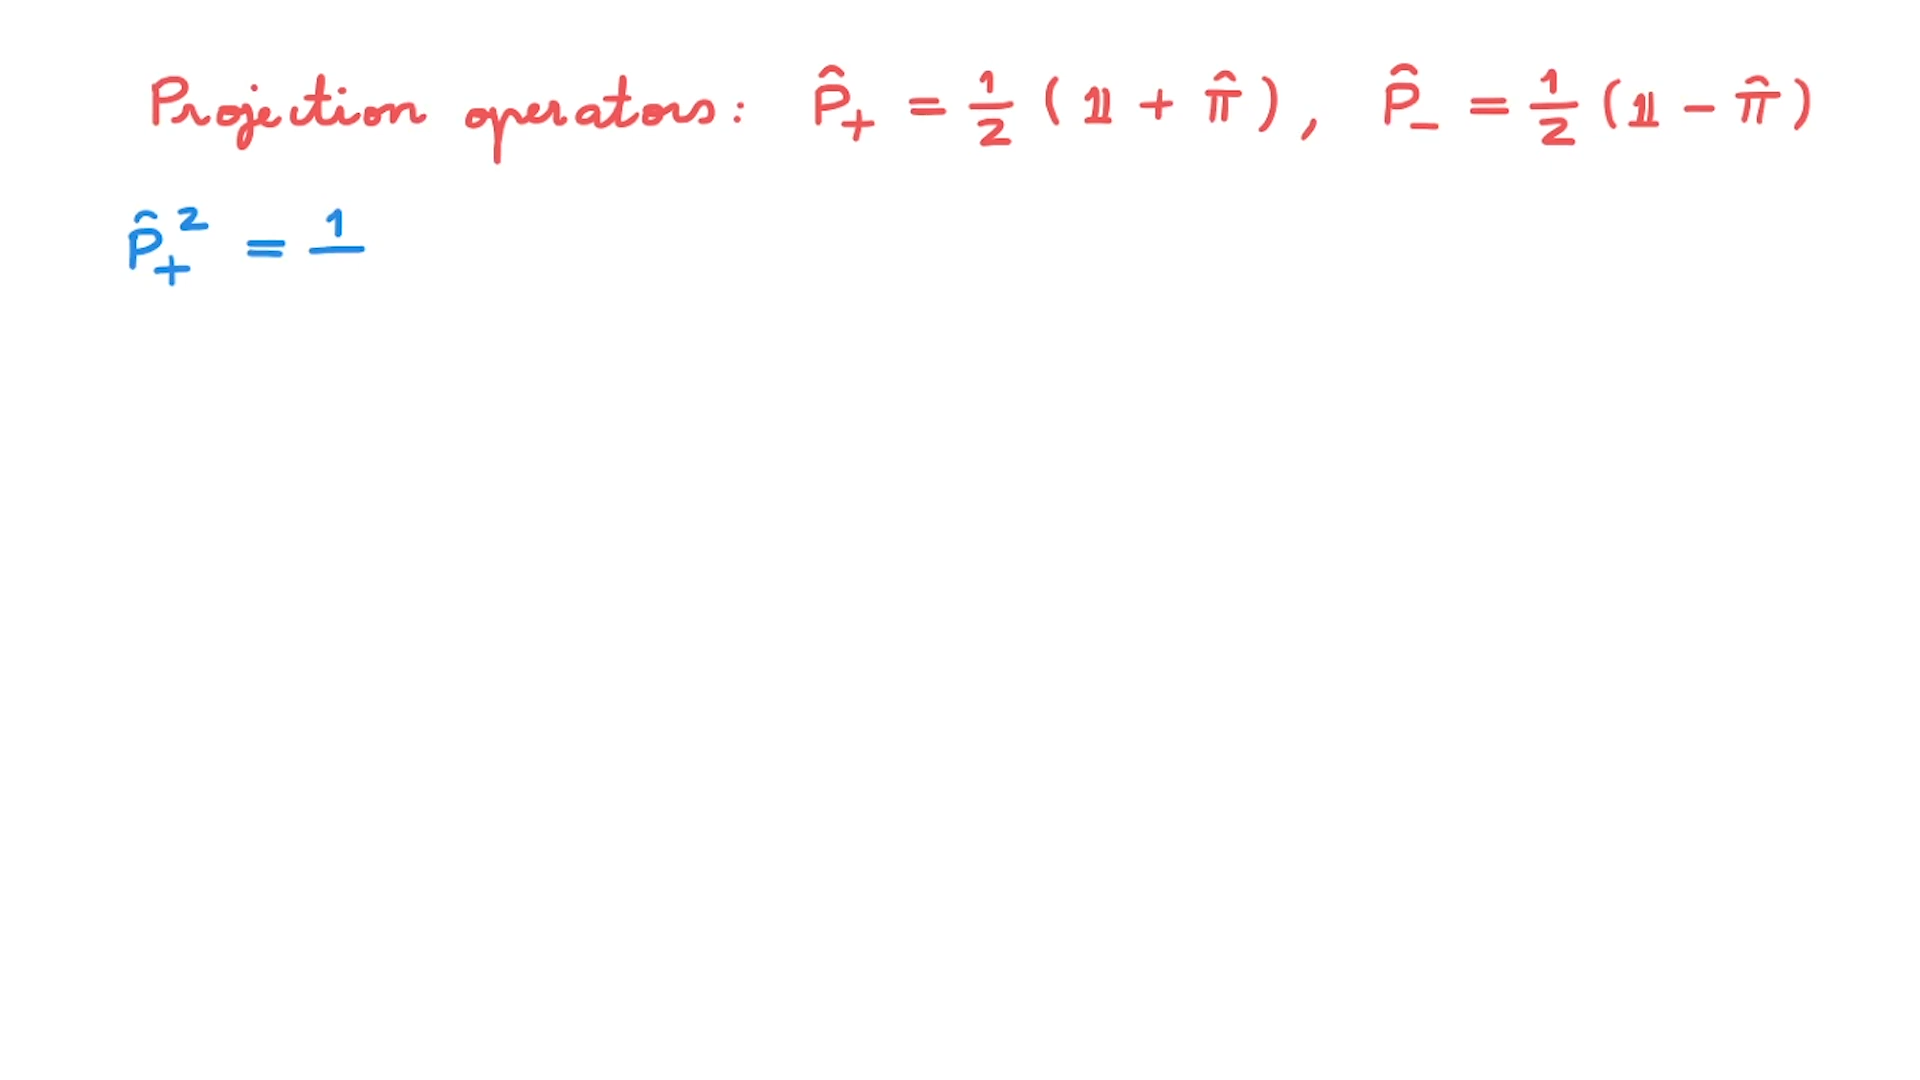 Projection operators: P̂₊ = 1/2 (𝟙 + π̂), P̂₋ = 1/2 (𝟙 − π̂)
P̂₊² = 1/